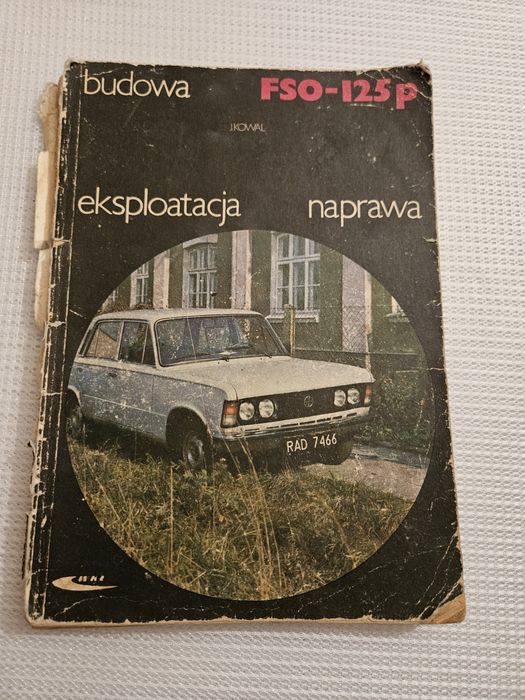 budowa FSO-125p
J.KOWAL
eksploatacja naprawa
RAD 7466